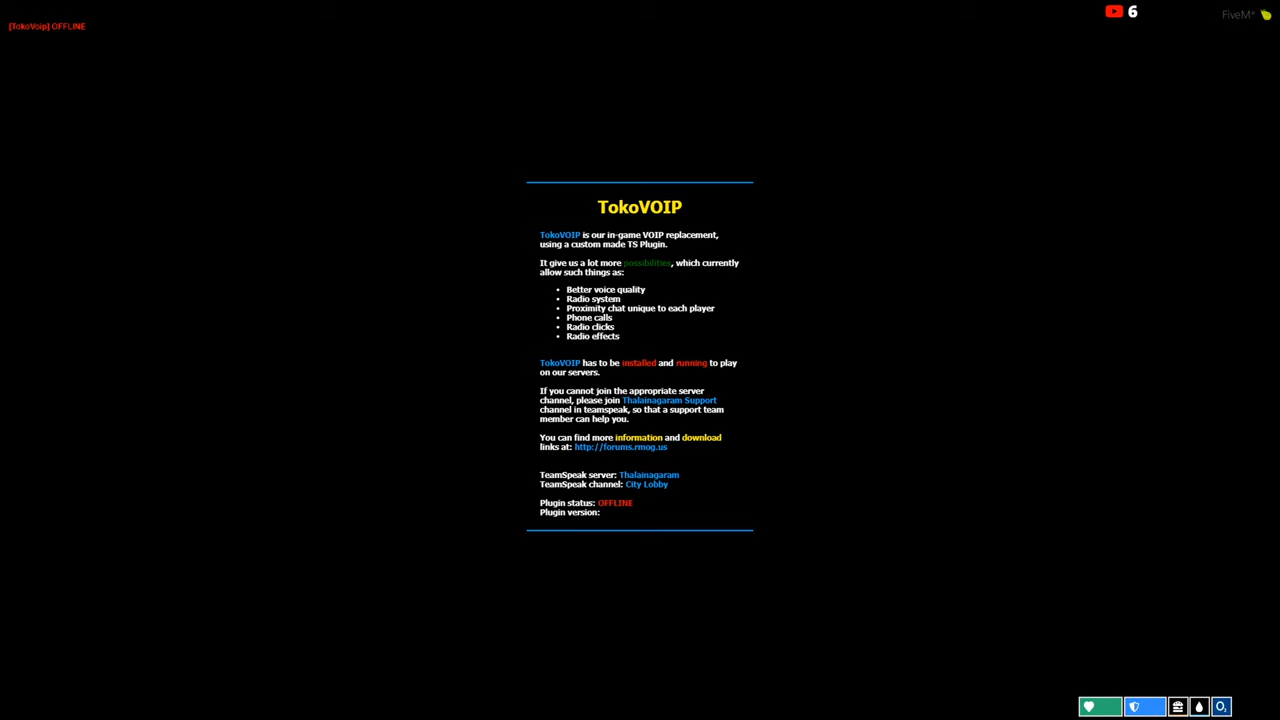 [TokoVoip] OFFLINE
6
FiveM*
TokoVOIP
TokoVOIP is our in-game VOIP replacement,
using a custom made TS Plugin.
It give us a lot more possibilities, which currently
allow such things as:
• Better voice quality
• Radio system
• Proximity chat unique to each player
• Phone calls
• Radio clicks
• Radio effects
TokoVOIP has to be installed and running to play
on our servers.
If you cannot join the appropriate server
channel, please join Thalainagaram Support
channel in teamspeak, so that a support team
member can help you.
You can find more information and download
links at: http://forums.rmog.us
TeamSpeak server: Thalainagaram
TeamSpeak channel: City Lobby
Plugin status: OFFLINE
Plugin version:
O₂